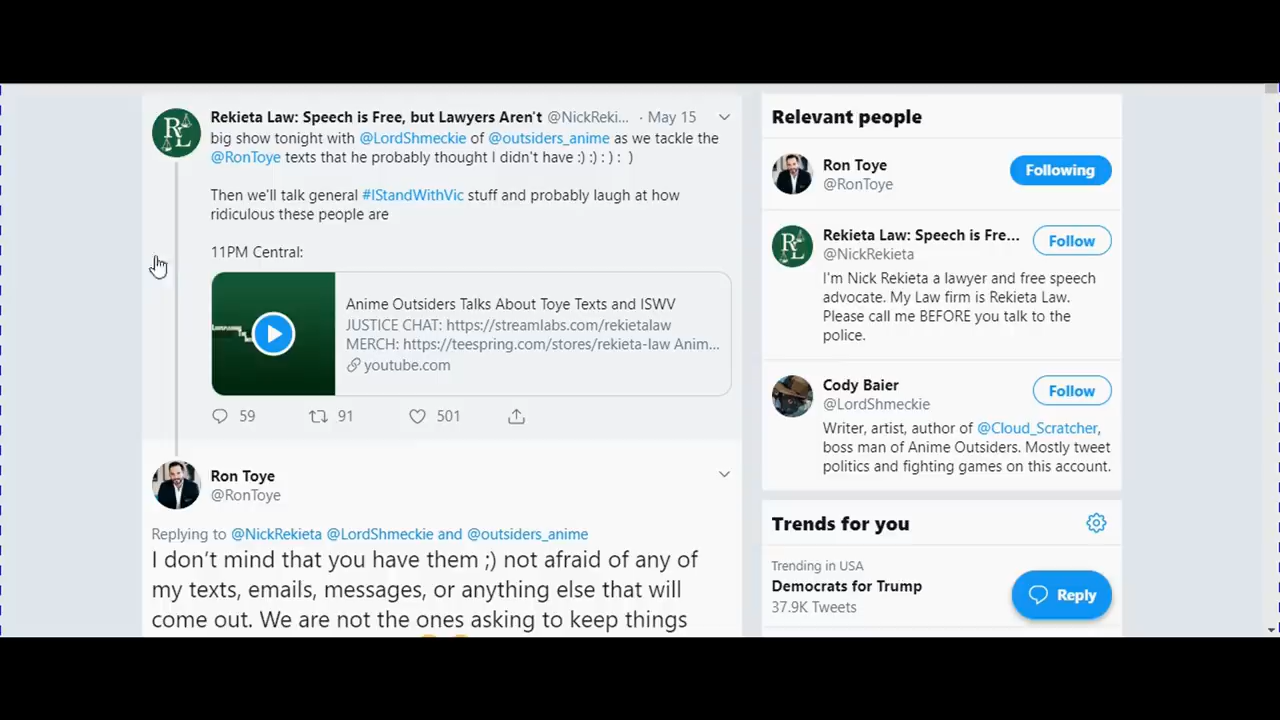 Rekieta Law: Speech is Free, but Lawyers Aren't @NickReki... · May 15
big show tonight with @LordShmeckie of @outsiders_anime as we tackle the
@RonToye texts that he probably thought I didn't have :) :) : ) : )
Then we'll talk general #IStandWithVic stuff and probably laugh at how
ridiculous these people are
11PM Central:
Anime Outsiders Talks About Toye Texts and ISWV
JUSTICE CHAT: https://streamlabs.com/rekietalaw
MERCH: https://teespring.com/stores/rekieta-law Anim...
youtube.com
59 91 501
Ron Toye
@RonToye
Replying to @NickRekieta @LordShmeckie and @outsiders_anime
I don't mind that you have them ;) not afraid of any of
my texts, emails, messages, or anything else that will
come out. We are not the ones asking to keep things
Relevant people
Ron Toye
@RonToye
Following
Rekieta Law: Speech is Fre...
@NickRekieta
Follow
I'm Nick Rekieta a lawyer and free speech
advocate. My Law firm is Rekieta Law.
Please call me BEFORE you talk to the
police.
Cody Baier
@LordShmeckie
Follow
Writer, artist, author of @Cloud_Scratcher,
boss man of Anime Outsiders. Mostly tweet
politics and fighting games on this account.
Trends for you
Trending in USA
Democrats for Trump
37.9K Tweets
Reply